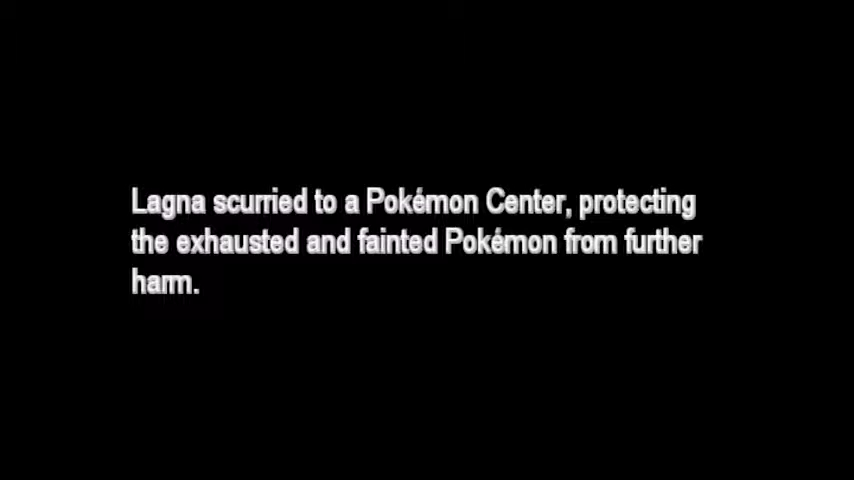 Lagna scurried to a Pokémon Center, protecting
the exhausted and fainted Pokémon from further
harm.